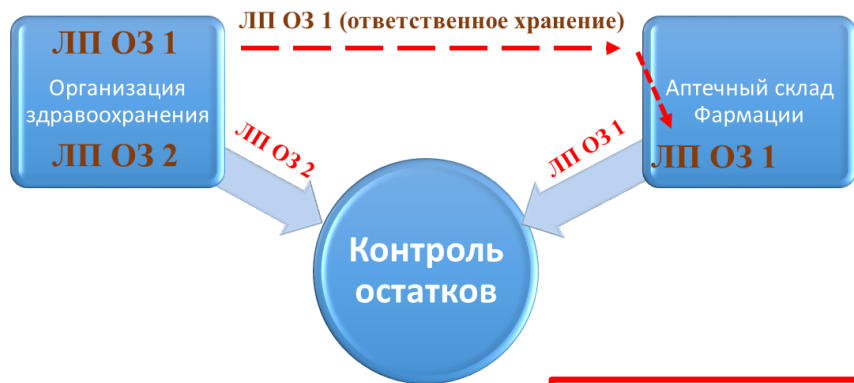 ЛП ОЗ 1 (ответственное хранение)
ЛП ОЗ 1
Организация
здравоохранения
ЛП ОЗ 2
Аптечный склад
Фармации
ЛП ОЗ 1
ЛП ОЗ 2
ЛП ОЗ 1
Контроль
остатков